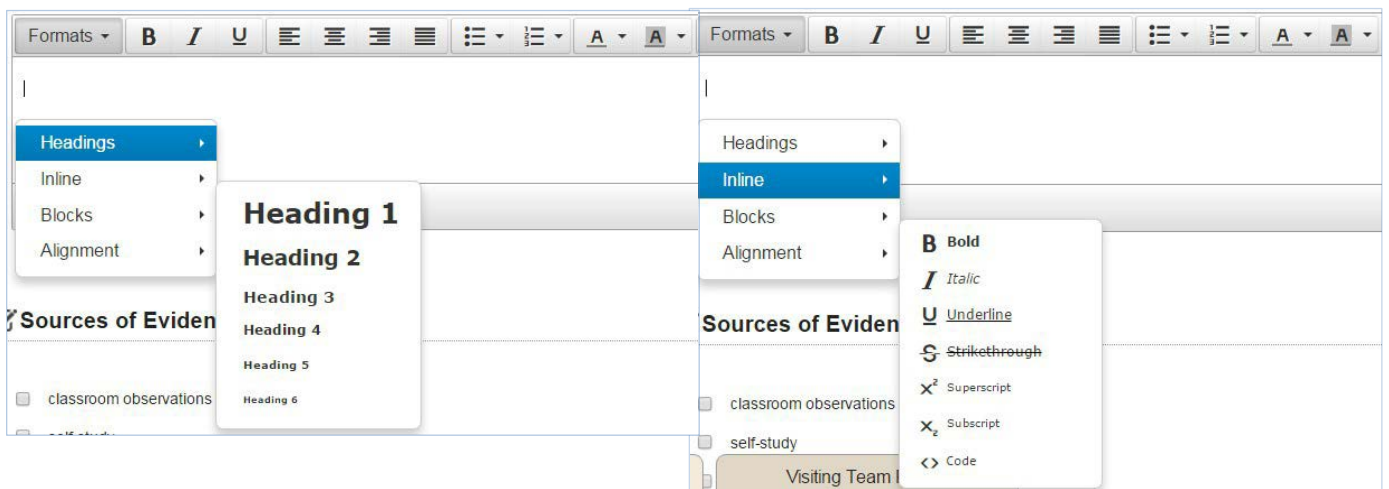 Formats B I U A A
Headings
Inline
Blocks
Alignment
Heading 1
Heading 2
Heading 3
Heading 4
Heading 5
Heading 6
Sources of Eviden
classroom observations
Formats B I U A A
Headings
Inline
Blocks
Alignment
B Bold
I Italic
U Underline
S Strikethrough
x² Superscript
x₂ Subscript
<> Code
Sources of Eviden
classroom observations
self-study
Visiting Team